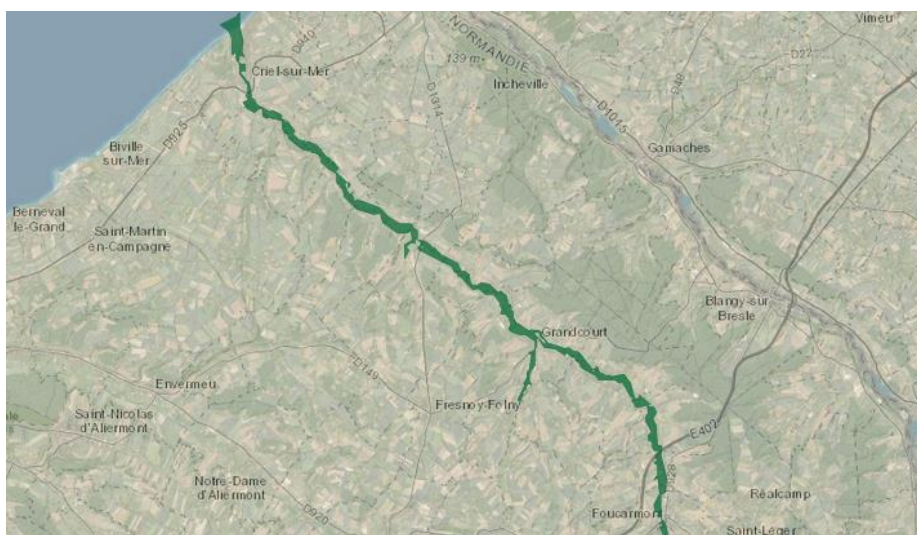 Vimeu
NORMANDIE
D940
D22
Criel-sur-Mer
139 m
D48
Incheville
D1314
D1015
D925
Biville
sur-Mer
Gamaches
Berneval
le-Grand
Saint-Martin
en-Campagne
Blangy-sur
Bresle
Grandcourt
D149
Envermeu
Fresnoy-Folny
Saint-Nicolas
d'Aliermont
E402
Notre-Dame
d'Aliermont
Réalcamp
D920
Foucarmont
Saint-Léger